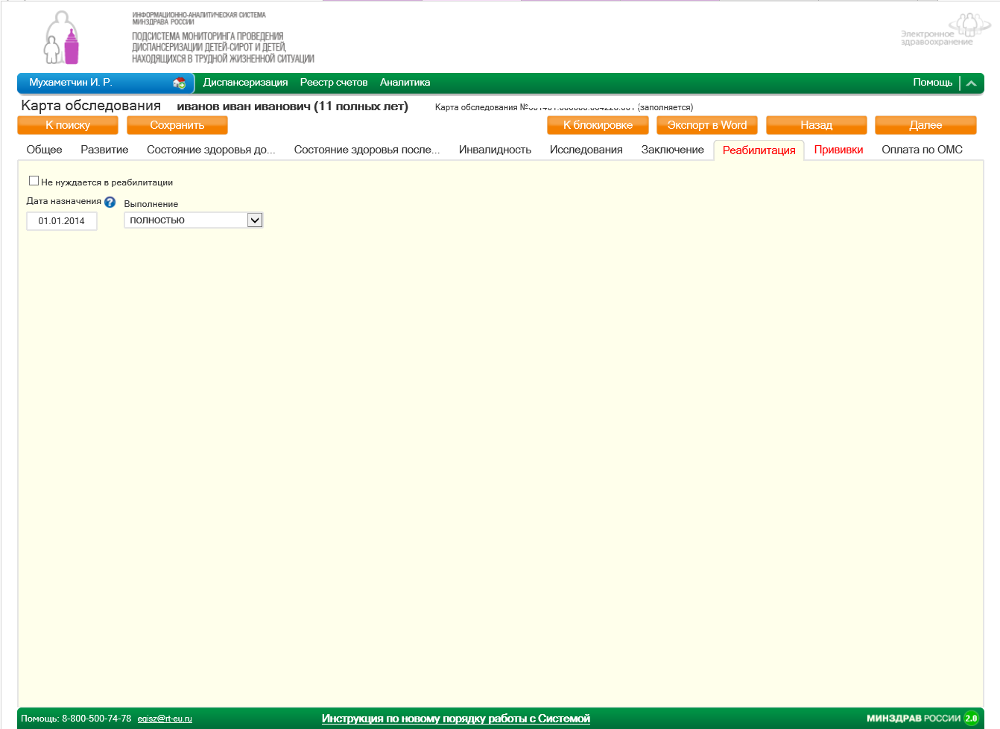 ИНФОРМАЦИОННО-АНАЛИТИЧЕСКАЯ СИСТЕМА
МИНЗДРАВА РОССИИ
ПОДСИСТЕМА МОНИТОРИНГА ПРОВЕДЕНИЯ
ДИСПАНСЕРИЗАЦИИ ДЕТЕЙ-СИРОТ И ДЕТЕЙ,
НАХОДЯЩИХСЯ В ТРУДНОЙ ЖИЗНЕННОЙ СИТУАЦИИ
Электронное
здравоохранение
Мухаметчин И. Р. Диспансеризация Реестр счетов Аналитика Помощь
Карта обследования иванов иван иванович (11 полных лет) Карта обследования № (заполняется)
К поиску Сохранить К блокировке Экспорт в Word Назад Далее
Общее Развитие Состояние здоровья до... Состояние здоровья после... Инвалидность Исследования Заключение Реабилитация Прививки Оплата по ОМС
Не нуждается в реабилитации
Дата назначения ? Выполнение
01.01.2014 полностью
Помощь: 8-800-500-74-78 egisz@rt-eu.ru Инструкция по новому порядку работы с Системой МИНЗДРАВ РОССИИ 2.0